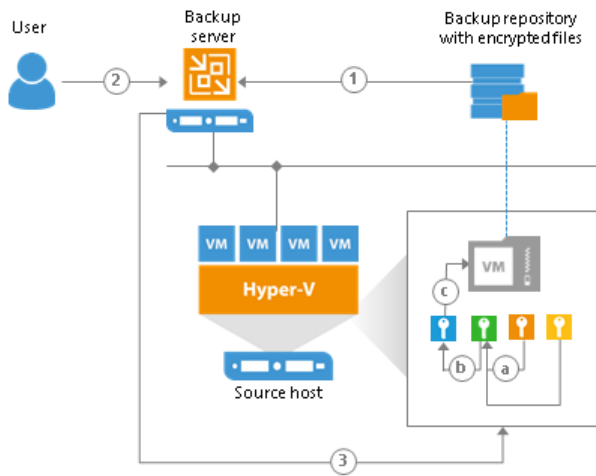 User
Backup
server
Backup repository
with encrypted files
2
1
VM VM VM VM
Hyper-V
VM
c
b
a
Source host
3